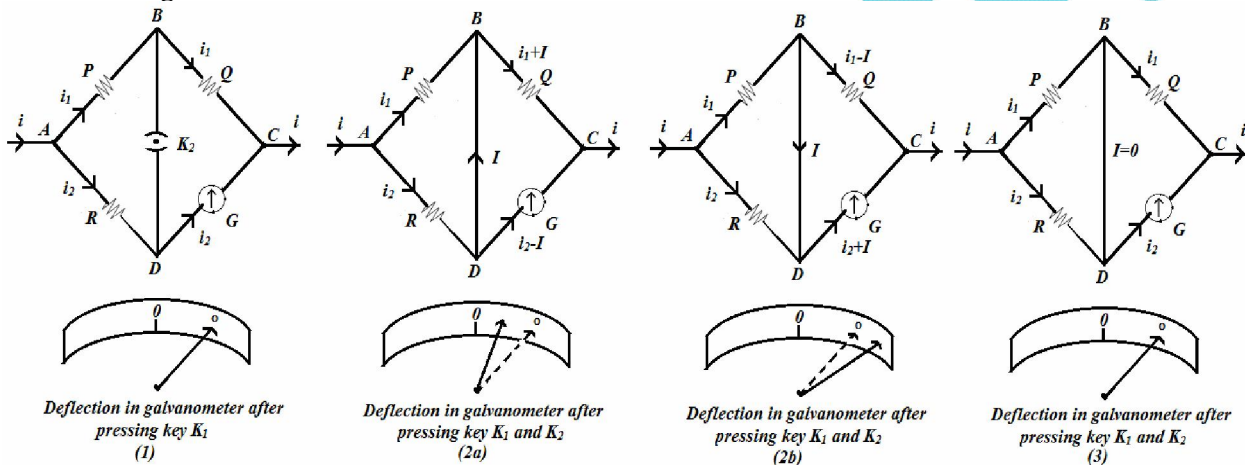 B
i₁
P
Q
i₁
i
A
K₂
C
i
i₂
R
G
i₂
D
0
o
Deflection in galvanometer after
pressing key K₁
(1)
B
i₁+I
P
Q
i₁
i
A
I
C
i
i₂
R
G
i₂-I
D
0
o
Deflection in galvanometer after
pressing key K₁ and K₂
(2a)
B
i₁-I
P
Q
i₁
i
A
I
C
i
i₂
R
G
i₂+I
D
0
o
Deflection in galvanometer after
pressing key K₁ and K₂
(2b)
B
i₁
P
Q
i₁
i
A
I=0
C
i
i₂
R
G
i₂
D
0
o
Deflection in galvanometer after
pressing key K₁ and K₂
(3)